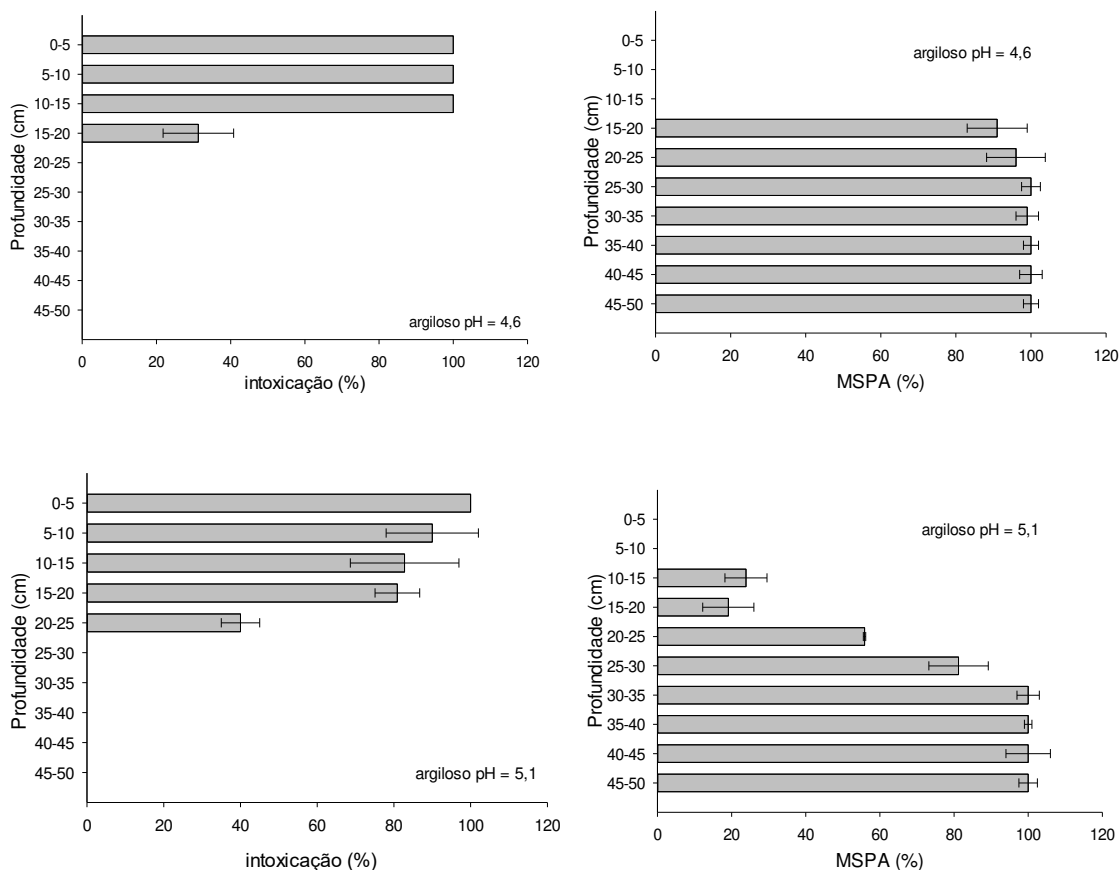 Profundidade (cm)
0-5
5-10
10-15
15-20
20-25
25-30
30-35
35-40
40-45
45-50
argiloso pH = 4,6
0 20 40 60 80 100 120
intoxicação (%)
Profundidade (cm)
0-5
5-10
10-15
15-20
20-25
25-30
30-35
35-40
40-45
45-50
argiloso pH = 4,6
0 20 40 60 80 100 120
MSPA (%)
Profundidade (cm)
0-5
5-10
10-15
15-20
20-25
25-30
30-35
35-40
40-45
45-50
argiloso pH = 5,1
0 20 40 60 80 100 120
intoxicação (%)
Profundidade (cm)
0-5
5-10
10-15
15-20
20-25
25-30
30-35
35-40
40-45
45-50
argiloso pH = 5,1
0 20 40 60 80 100 120
MSPA (%)